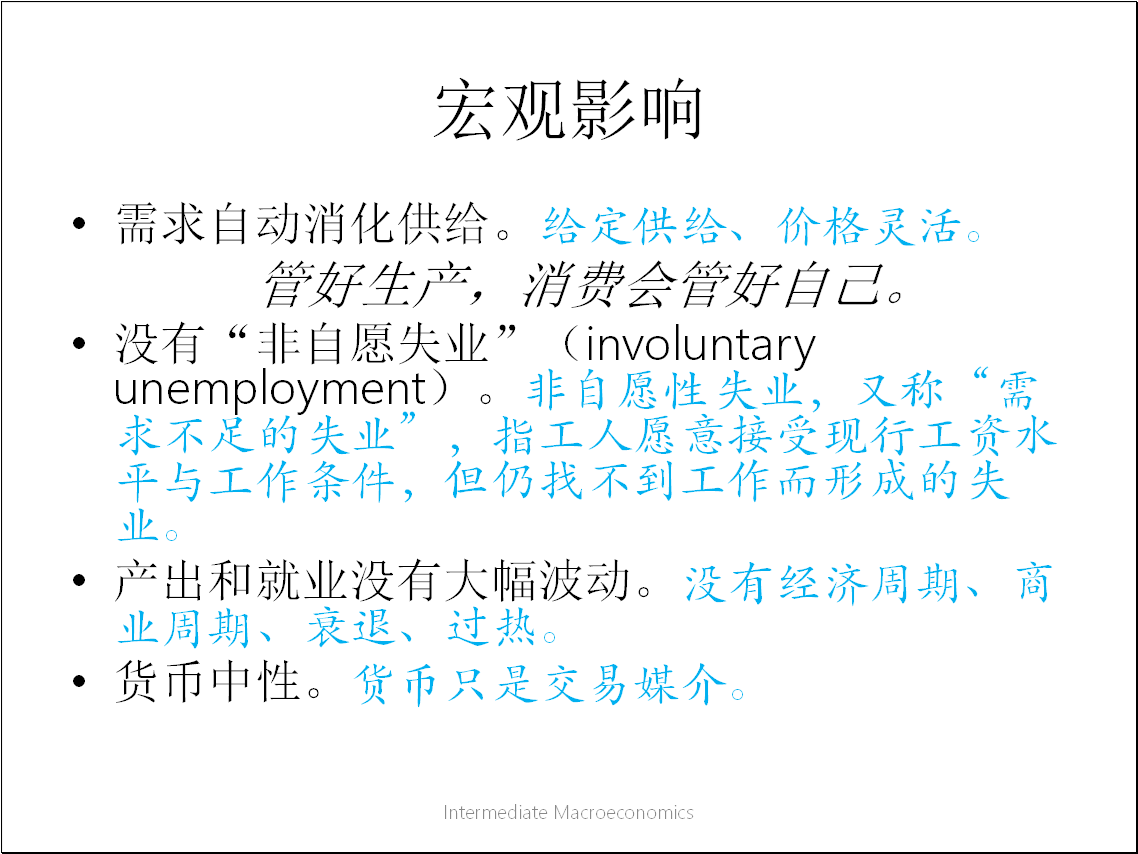 宏观影响
• 需求自动消化供给。给定供给、价格灵活。
管好生产，消费会管好自己。
• 没有“非自愿失业”（involuntary
unemployment）。非自愿性失业，又称“需
求不足的失业”，指工人愿意接受现行工资水
平与工作条件，但仍找不到工作而形成的失
业。
• 产出和就业没有大幅波动。没有经济周期、商
业周期、衰退、过热。
• 货币中性。货币只是交易媒介。
Intermediate Macroeconomics